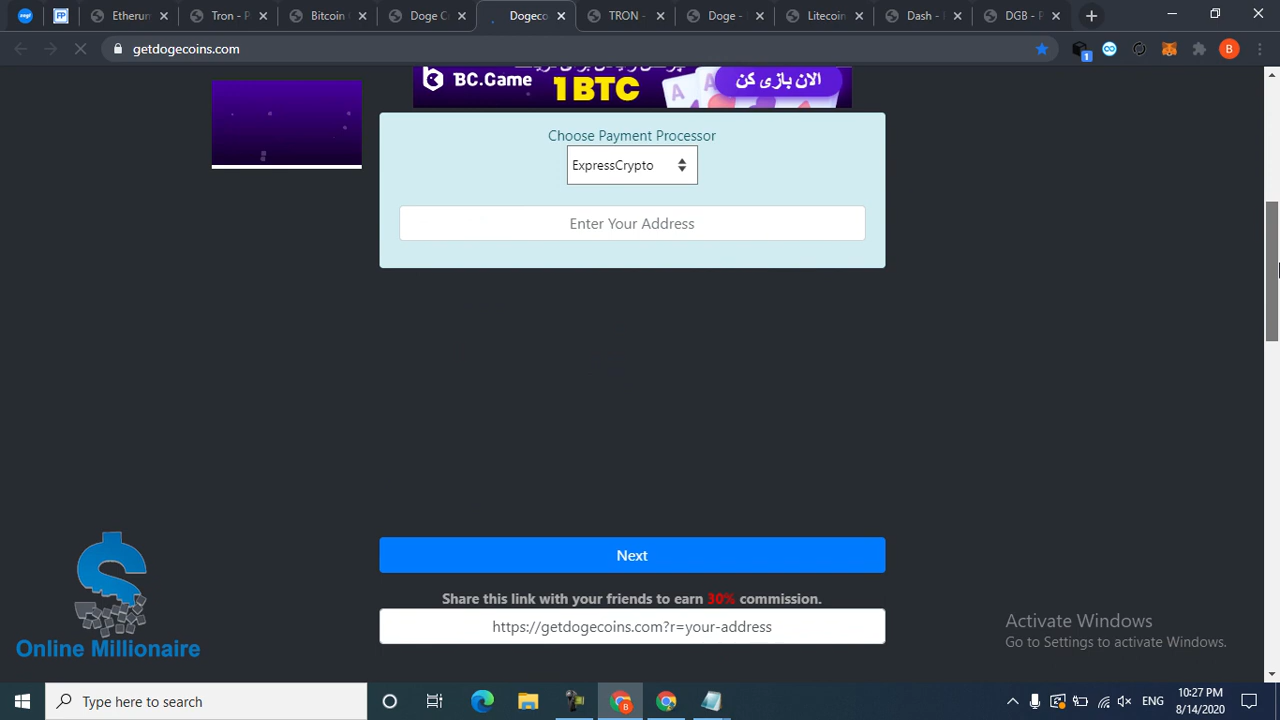 Etherum
Tron - P
Bitcoin
Doge C
Dogeco
TRON -
Doge -
Litecoin
Dash -
DGB - P
getdogecoins.com
B
BC.GAME
1BTC
الان بازی کن
Choose Payment Processor
ExpressCrypto
Enter Your Address
Next
Share this link with your friends to earn 30% commission.
https://getdogecoins.com?r=your-address
Online Millionaire
Activate Windows
Go to Settings to activate Windows.
Type here to search
ENG
10:27 PM
8/14/2020